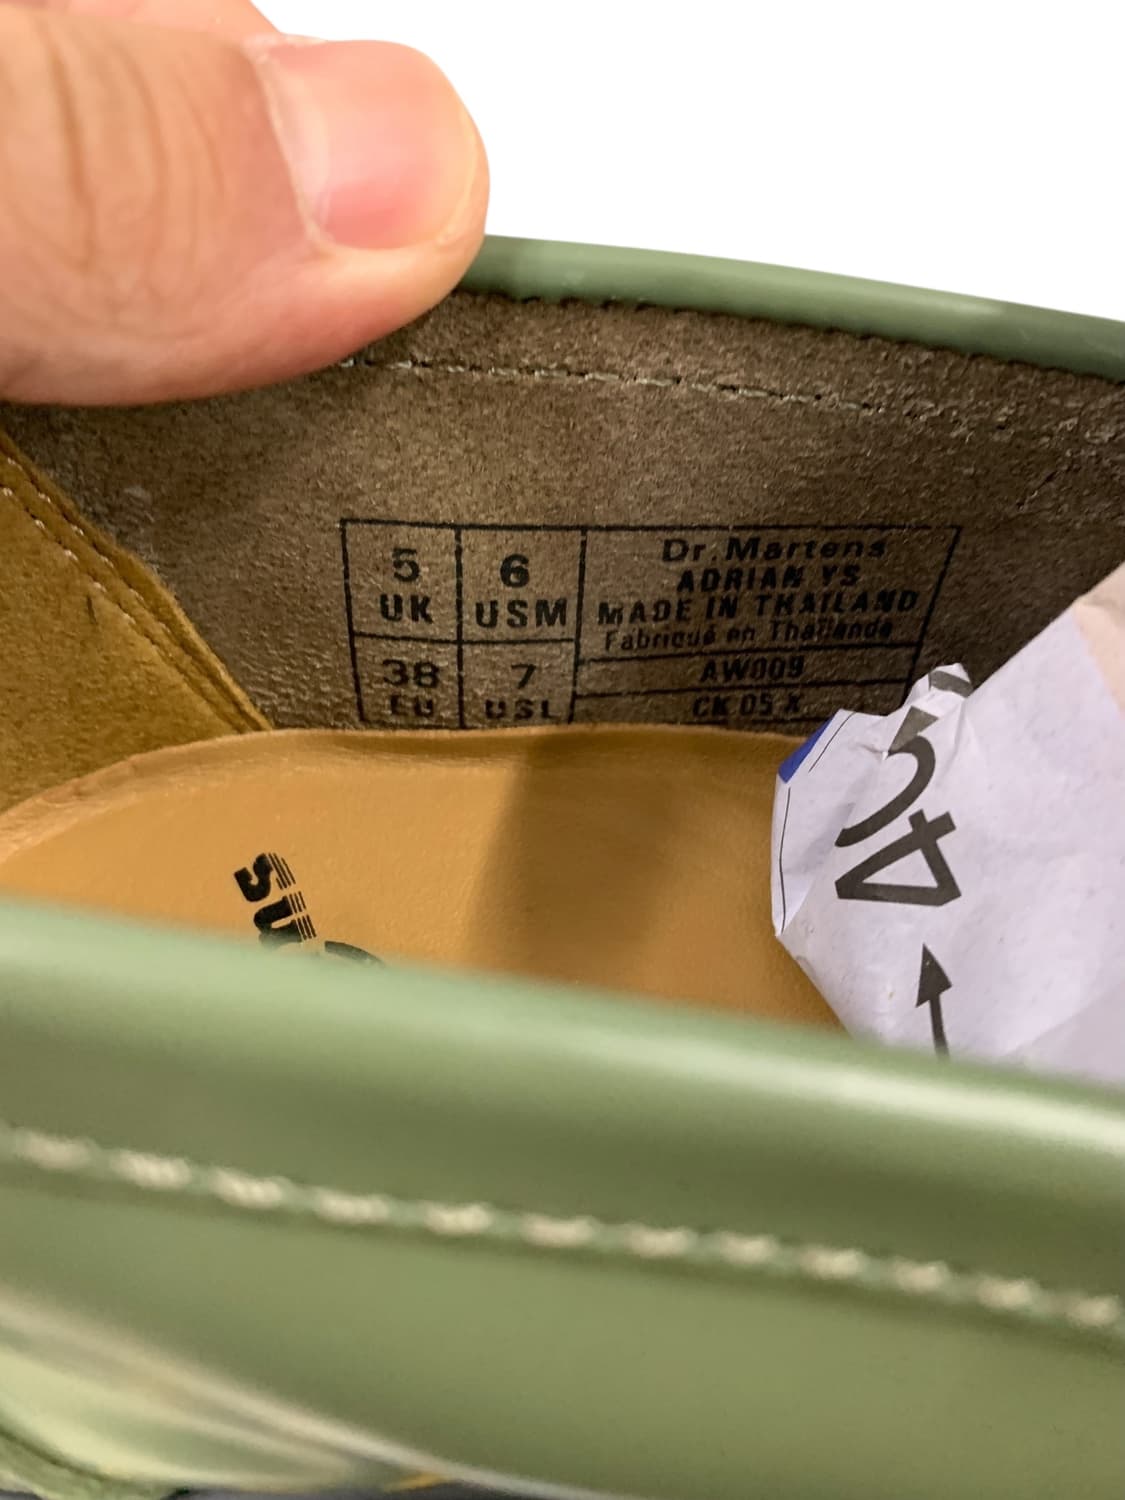 5 UK
6 USM
38 EU
7 USL
Dr. Martens
ADRIAN YS
MADE IN THAILAND
Fabriqué en Thaïlande
AW009
CK 05 X